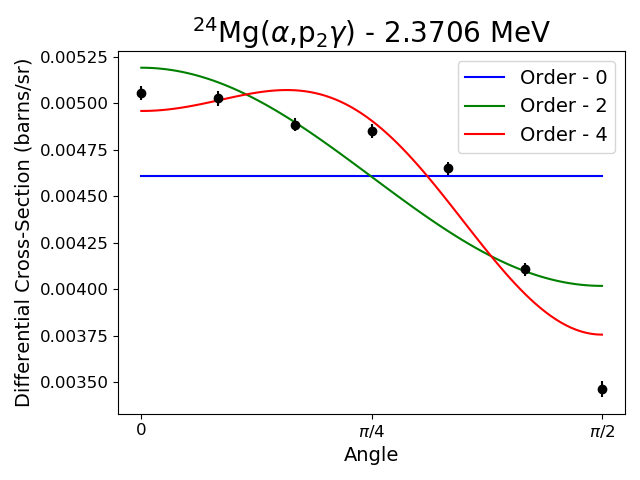 ²⁴Mg(α,p₂γ) - 2.3706 MeV
Differential Cross-Section (barns/sr)
0.00525
0.00500
0.00475
0.00450
0.00425
0.00400
0.00375
0.00350
Order - 0
Order - 2
Order - 4
0 π/4 π/2
Angle